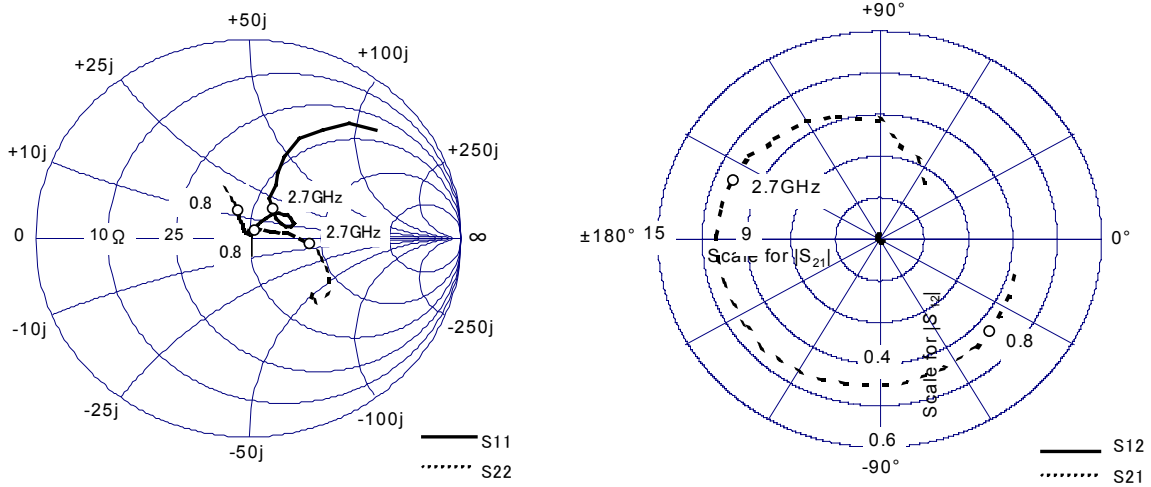 +50j
+25j
+100j
+10j
+250j
0.8
2.7GHz
2.7GHz
0
10Ω
25
∞
0.8
-10j
-250j
-25j
-100j
-50j
S11
S22
+90°
2.7GHz
±180°
15
9
0°
Scale for |S21|
Scale for |S12|
0.8
0.4
0.6
-90°
S12
S21